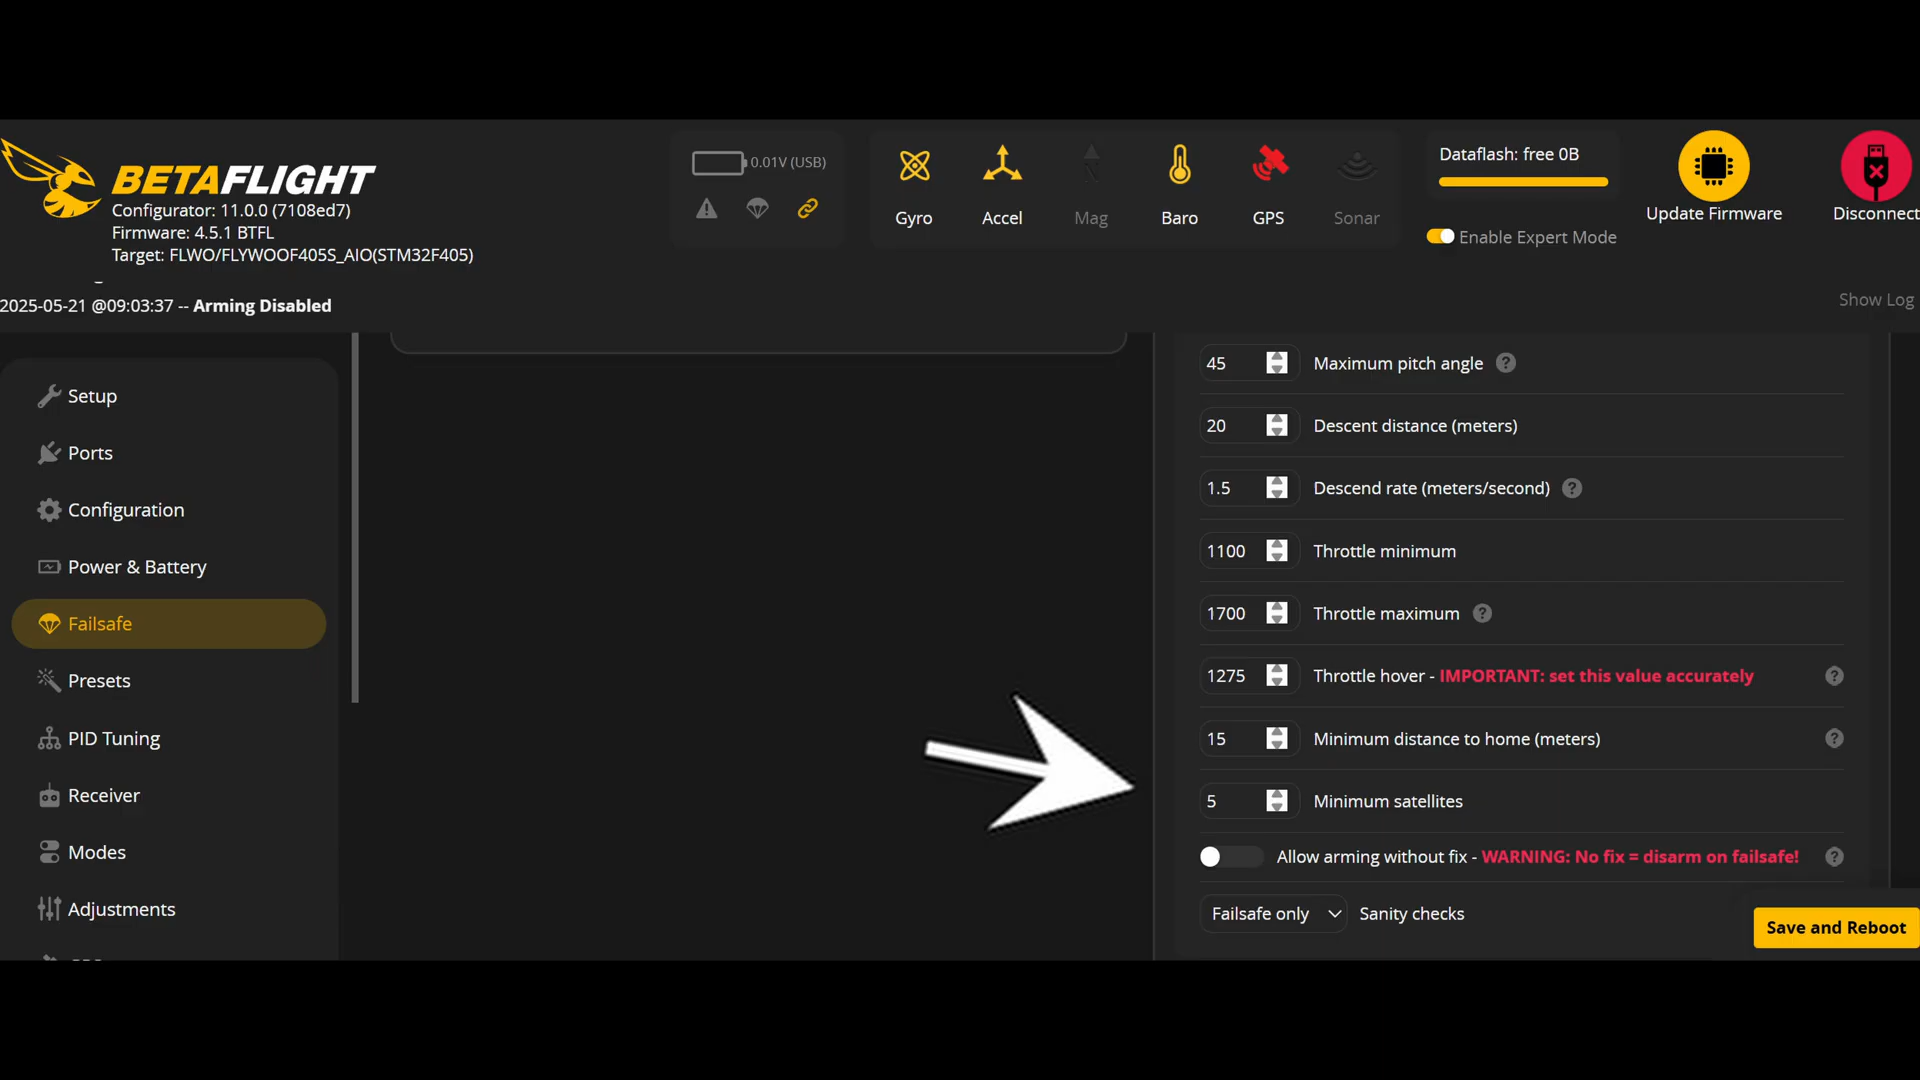 BETAFLIGHT
Configurator: 11.0.0 (7108ed7)
Firmware: 4.5.1 BTFL
Target: FLWO/FLYWOOF405S_AIO(STM32F405)
0.01V (USB)
Gyro
Accel
Mag
Baro
GPS
Sonar
Dataflash: free 0B
Enable Expert Mode
Update Firmware
Disconnect
2025-05-21 @09:03:37 -- Arming Disabled
Show Log
Setup
Ports
Configuration
Power & Battery
Failsafe
Presets
PID Tuning
Receiver
Modes
Adjustments
45 Maximum pitch angle ?
20 Descent distance (meters)
1.5 Descend rate (meters/second) ?
1100 Throttle minimum
1700 Throttle maximum ?
1275 Throttle hover - IMPORTANT: set this value accurately ?
15 Minimum distance to home (meters) ?
5 Minimum satellites
Allow arming without fix - WARNING: No fix = disarm on failsafe! ?
Failsafe only Sanity checks
Save and Reboot